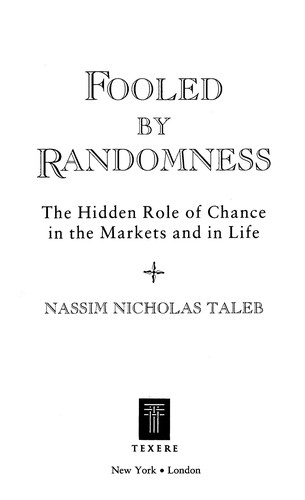 FOOLED
BY
RANDOMNESS
The Hidden Role of Chance
in the Markets and in Life
NASSIM NICHOLAS TALEB
TEXERE
New York • London